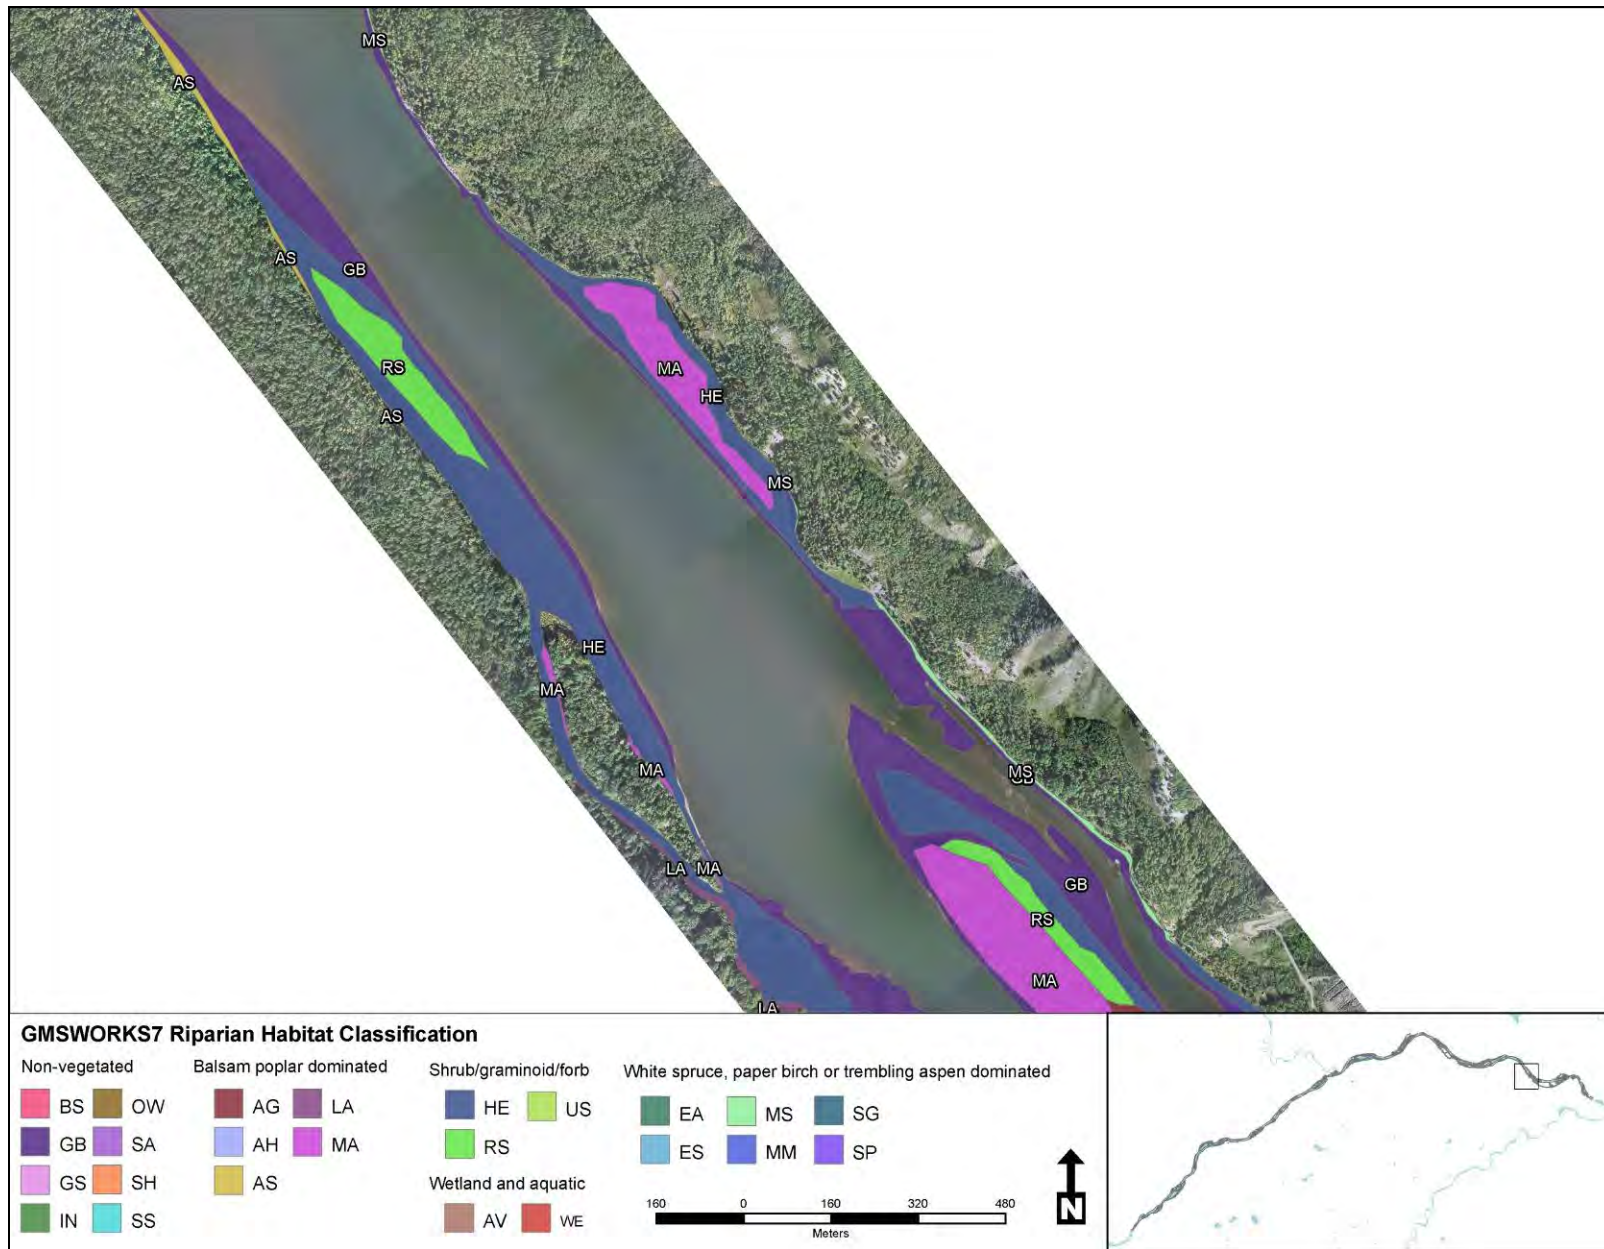 MS
AS
AS
GB
RS
MA
HE
AS
MS
HE
MA
MA
MS
GB
LA
MA
GB
RS
MA
LA
GMSWORKS7 Riparian Habitat Classification
Non-vegetated
BS
OW
GB
SA
GS
SH
IN
SS
Balsam poplar dominated
AG
LA
AH
MA
AS
Shrub/graminoid/forb
HE
US
RS
Wetland and aquatic
AV
WE
White spruce, paper birch or trembling aspen dominated
EA
MS
SG
ES
MM
SP
160 0 160 320 480
Meters
N